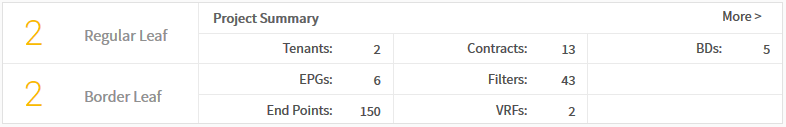 2 Regular Leaf
2 Border Leaf
Project Summary More >
Tenants: 2 Contracts: 13 BDs: 5
EPGs: 6 Filters: 43
End Points: 150 VRFs: 2